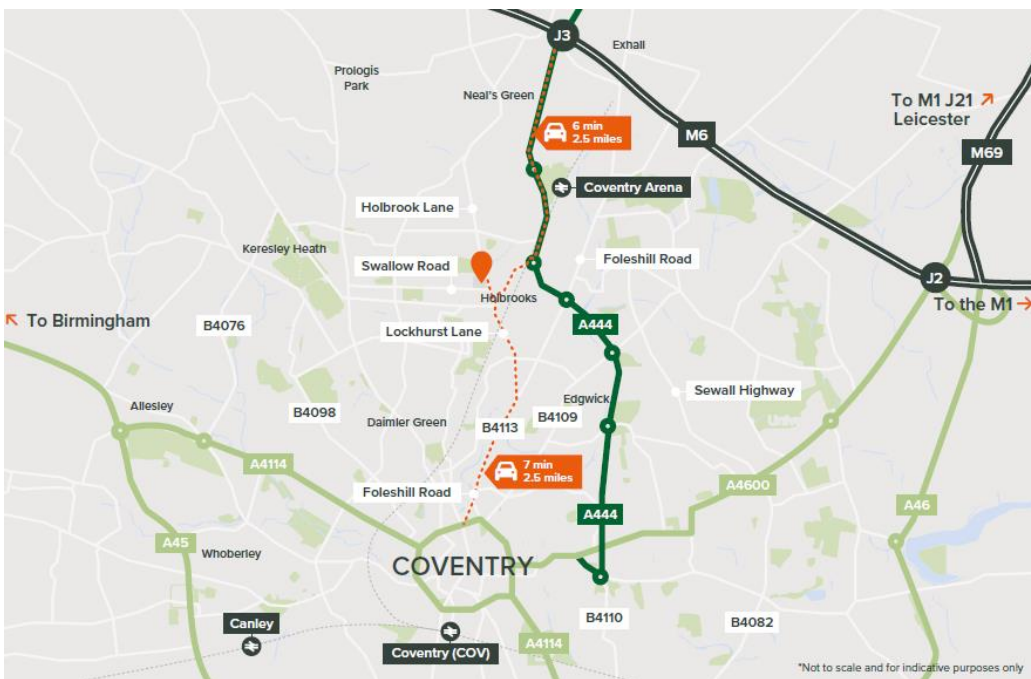 J3
Exhall
Prologis
Park
Neal's Green
To M1 J21
Leicester
6 min
2.5 miles
M6
M69
Coventry Arena
Holbrook Lane
Keresley Heath
Foleshill Road
Swallow Road
J2
Holbrooks
To the M1
To Birmingham
B4076
A444
Lockhurst Lane
Sewall Highway
Allesley
B4098
Edgwick
Daimler Green
B4109
B4113
A4114
7 min
2.5 miles
A4600
Foleshill Road
A46
A444
A45
Whoberley
COVENTRY
B4110
B4082
Canley
Coventry (COV)
A4114
*Not to scale and for indicative purposes only